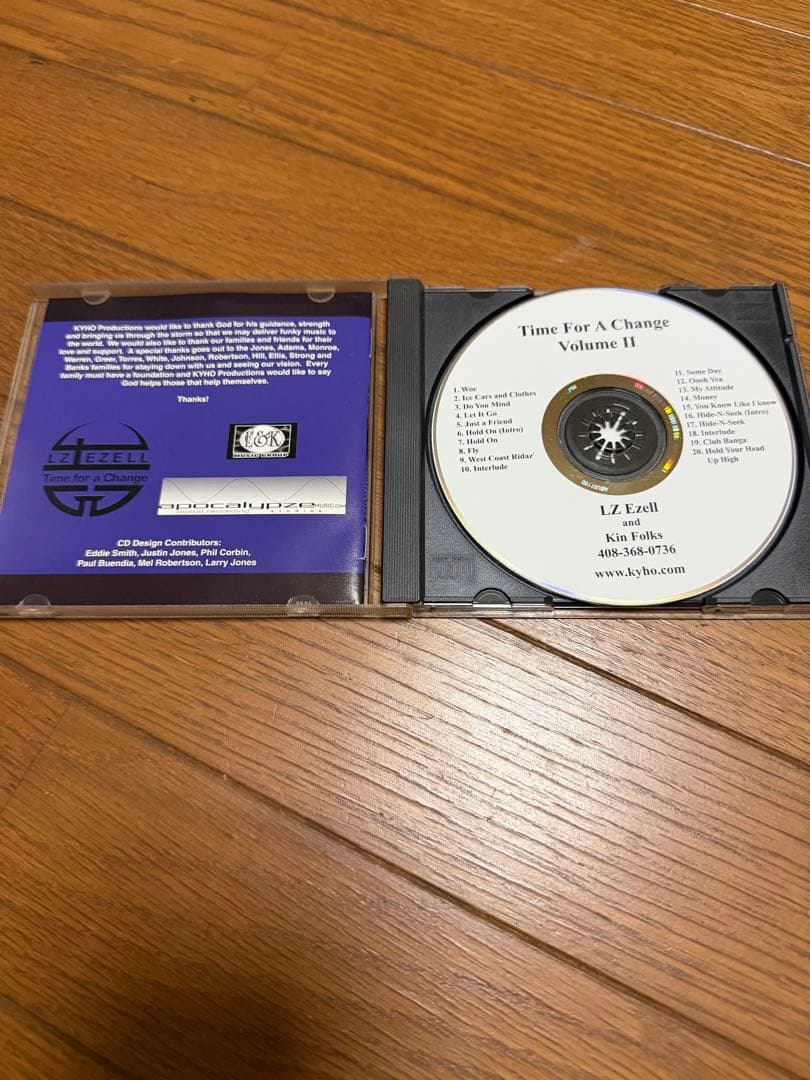 KYHO Productions would like to thank God for his guidance, strength
and bringing us through the storm so that we may deliver funky music to
the world. We would also like to thank our families and friends for their
love and support. A special thanks goes out to the Jones, Adams, Monroe,
Warren, Greer, Torres, White, Johnson, Robertson, Hill, Ellis, Strong and
Banks families for staying down with us and seeing our vision. Every
family must have a foundation and KYHO Productions would like to say
God helps those that help themselves.
Thanks!
LZ EZELL
Time for a Change
E&K
MUSIC GROUP
apocalypzeMUSIC.com
digital recording studios
CD Design Contributors:
Eddie Smith, Justin Jones, Phil Corbin,
Paul Buendia, Mel Robertson, Larry Jones
Time For A Change
Volume II
1. Woe
2. Ice Cars and Clothes
3. Do You Mind
4. Let It Go
5. Just a Friend
6. Hold On (Intro)
7. Hold On
8. Fly
9. West Coast Ridaz'
10. Interlude
11. Some Day
12. Oooh Yea
13. My Attitude
14. Money
15. You Know Like I know
16. Hide-N-Seek (Intro)
17. Hide-N-Seek
18. Interlude
19. Club Banga
20. Hold Your Head
Up High
LZ Ezell
and
Kin Folks
408-368-0736
www.kyho.com